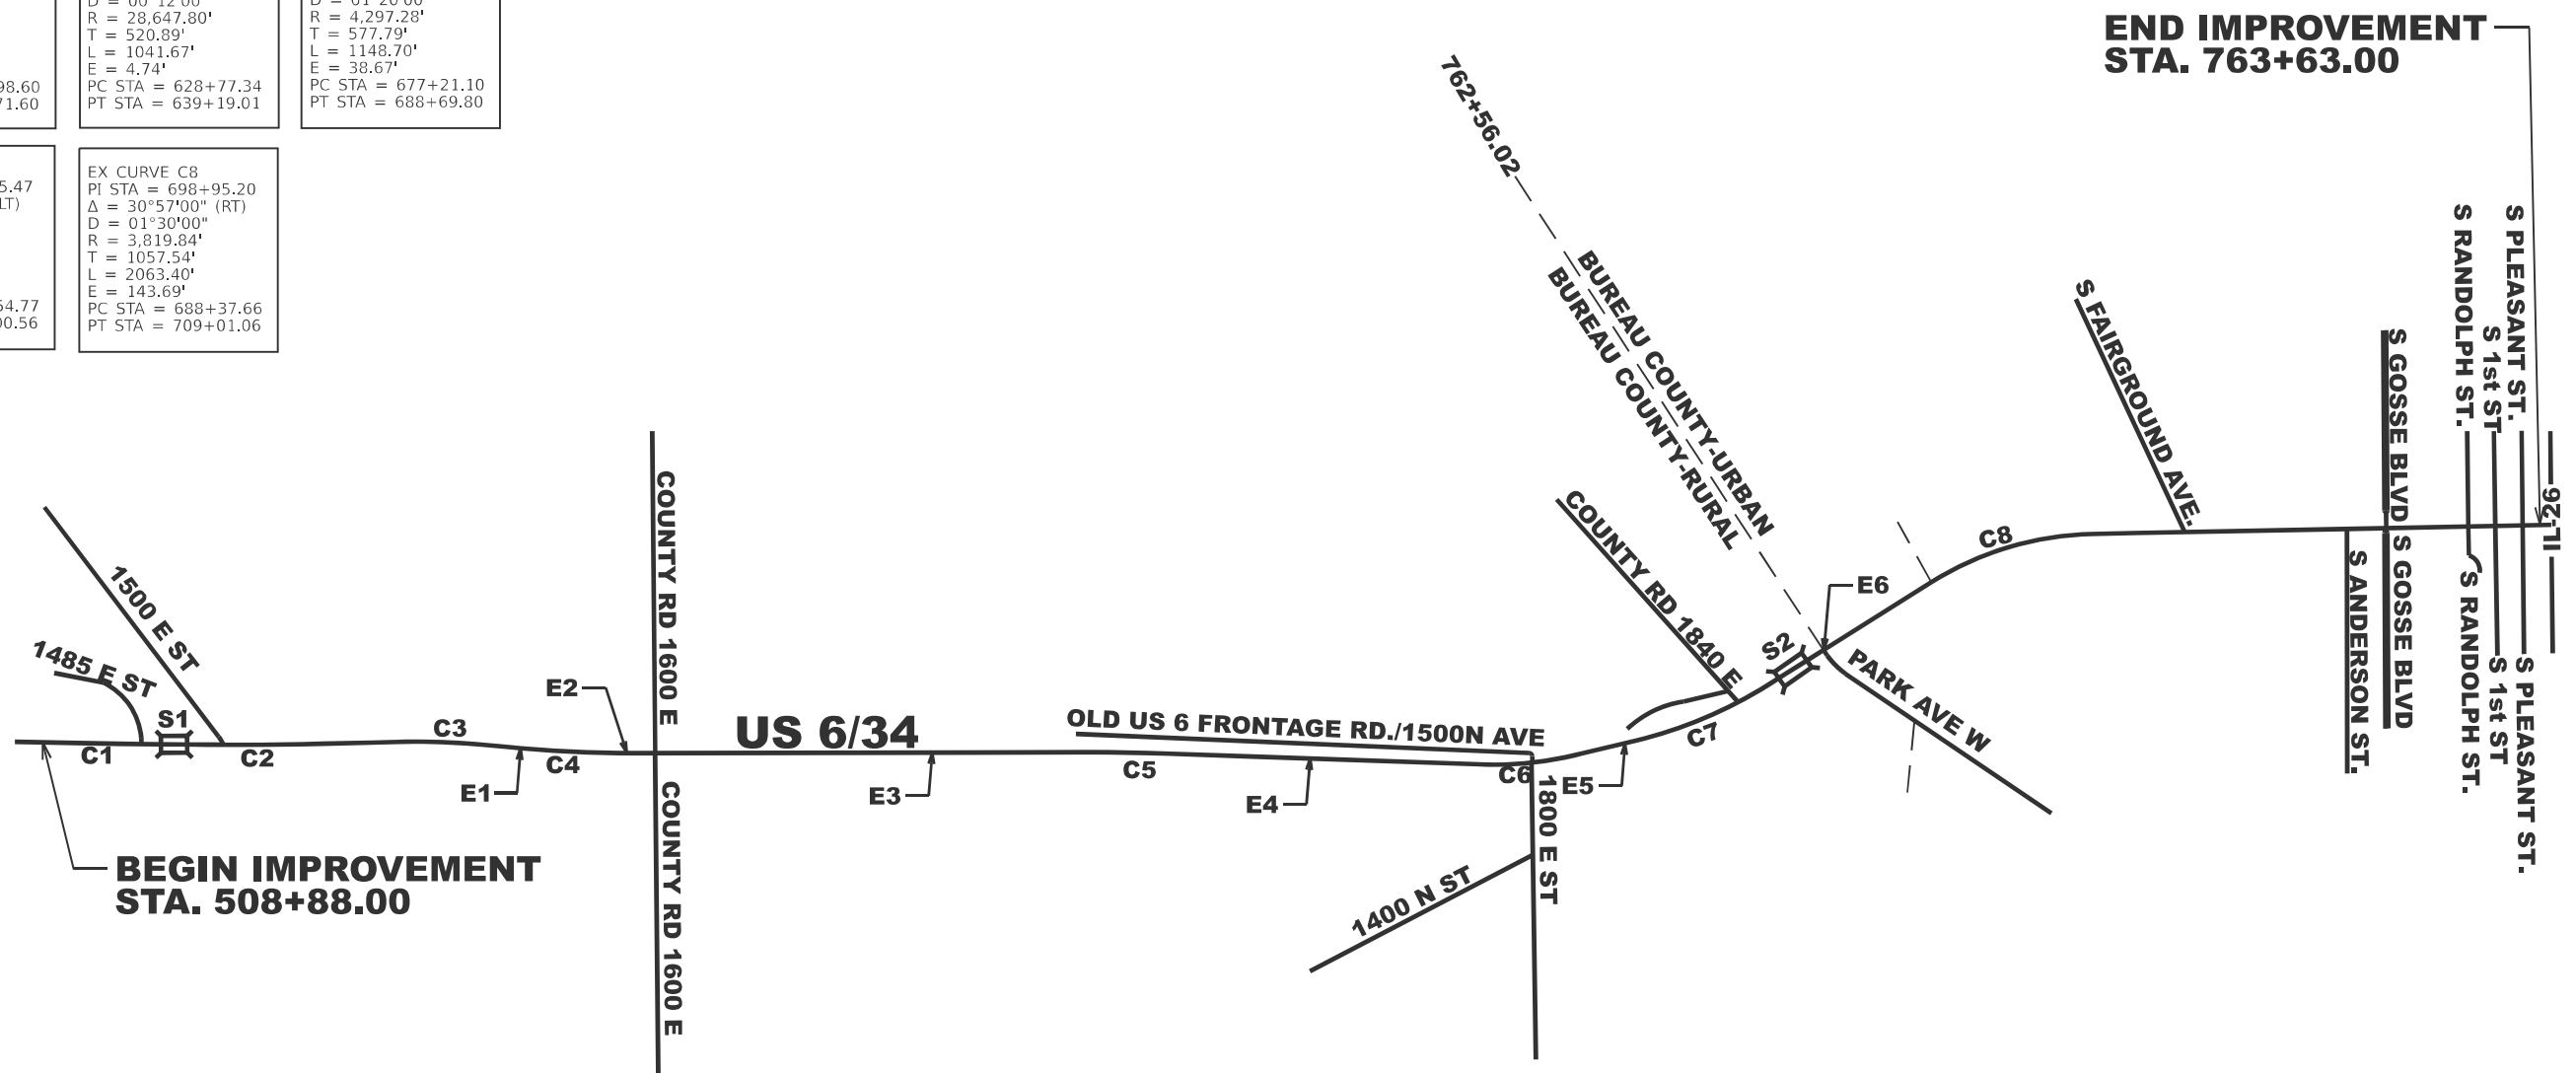 R = 28,647.80'
T = 520.89'
L = 1041.67'
E = 4.74'
PC STA = 628+77.34
PT STA = 639+19.01
R = 4,297.28'
T = 577.79'
L = 1148.70'
E = 38.67'
PC STA = 677+21.10
PT STA = 688+69.80
EX CURVE C8
PI STA = 698+95.20
Δ = 30°57'00" (RT)
D = 01°30'00"
R = 3,819.84'
T = 1057.54'
L = 2063.40'
E = 143.69'
PC STA = 688+37.66
PT STA = 709+01.06
END IMPROVEMENT
STA. 763+63.00
762+56.02
BUREAU COUNTY-URBAN
BUREAU COUNTY-RURAL
S FAIRGROUND AVE.
S GOSSE BLVD
S RANDOLPH ST.
S 1st ST
S PLEASANT ST.
IL-26
1500 E ST
1485 E ST
S1
C1
C2
C3
C4
E1
E2
COUNTY RD 1600 E
COUNTY RD 1600 E
US 6/34
E3
OLD US 6 FRONTAGE RD./1500N AVE
C5
E4
C6
E5
C7
1800 E ST
1400 N ST
COUNTY RD 1840 E
S2
E6
PARK AVE W
C8
S ANDERSON ST.
S GOSSE BLVD
S RANDOLPH ST.
S 1st ST
S PLEASANT ST.
BEGIN IMPROVEMENT
STA. 508+88.00